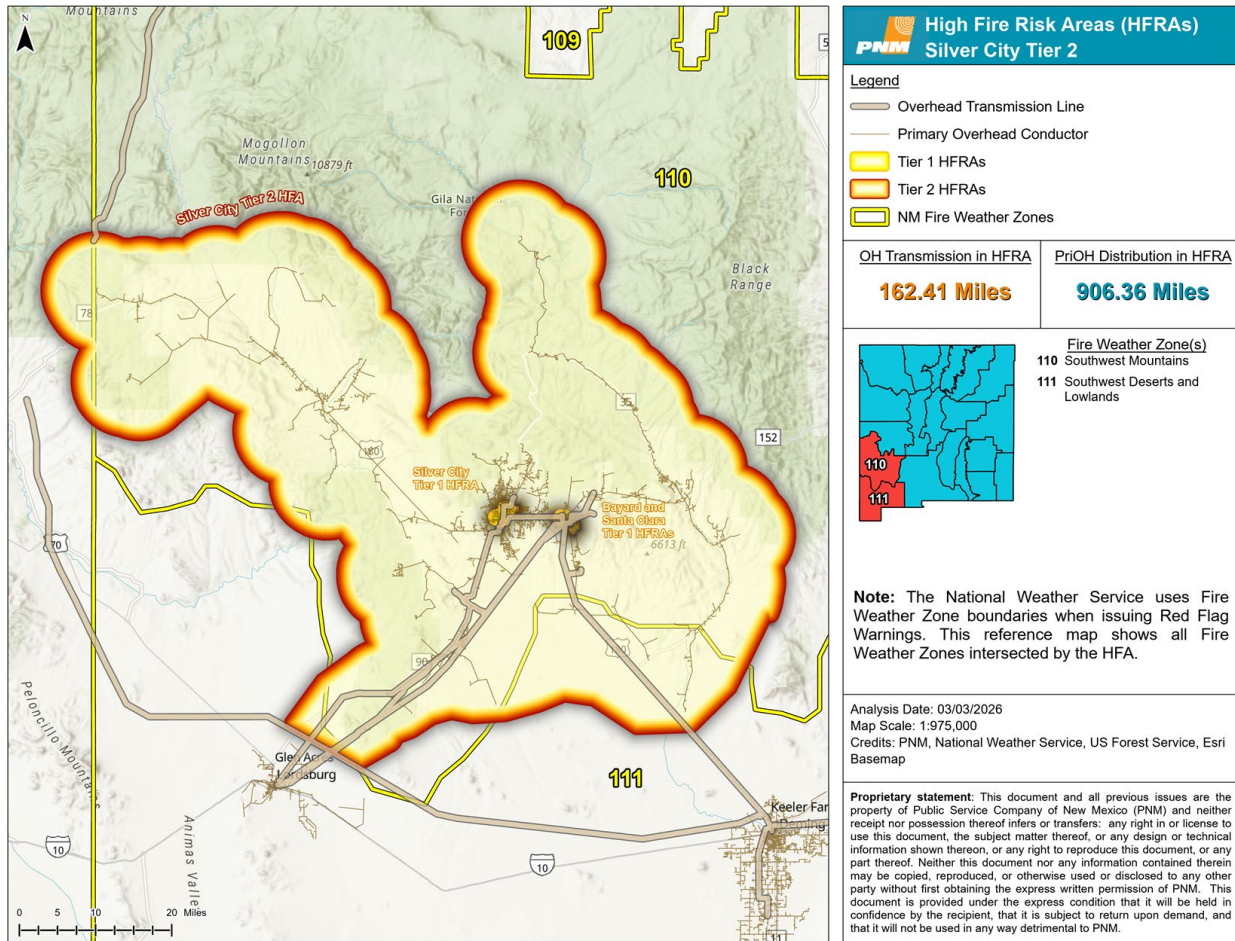 N
Mountains
109
5
Mogollon
Mountains 10879 ft
110
Gila
Silver City Tier 2 HFA
Black
Range
78
35
152
180
Silver City
Tier 1 HFRA
Bayard and
Santa Clara
Tier 1 HFRAs
6613 ft
70
90
Peloncillo Mountains
Glen Acres
Lordsburg
111
Keeler Far
Deming
10
10
Animas Valley
11
0 5 10 20 Miles
PNM
High Fire Risk Areas (HFRAs)
Silver City Tier 2
Legend
Overhead Transmission Line
Primary Overhead Conductor
Tier 1 HFRAs
Tier 2 HFRAs
NM Fire Weather Zones
OH Transmission in HFRA
162.41 Miles
PriOH Distribution in HFRA
906.36 Miles
110
111
Fire Weather Zone(s)
110 Southwest Mountains
111 Southwest Deserts and
Lowlands
Note: The National Weather Service uses Fire
Weather Zone boundaries when issuing Red Flag
Warnings. This reference map shows all Fire
Weather Zones intersected by the HFA.
Analysis Date: 03/03/2026
Map Scale: 1:975,000
Credits: PNM, National Weather Service, US Forest Service, Esri
Basemap
Proprietary statement: This document and all previous issues are the
property of Public Service Company of New Mexico (PNM) and neither
receipt nor possession thereof infers or transfers: any right in or license to
use this document, the subject matter thereof, or any design or technical
information shown thereon, or any right to reproduce this document, or any
part thereof. Neither this document nor any information contained therein
may be copied, reproduced, or otherwise used or disclosed to any other
party without first obtaining the express written permission of PNM. This
document is provided under the express condition that it will be held in
confidence by the recipient, that it is subject to return upon demand, and
that it will not be used in any way detrimental to PNM.